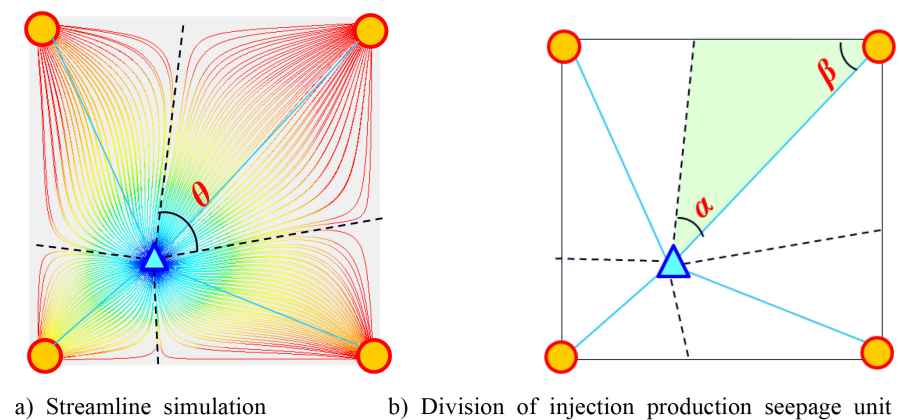 θ
α
β
a) Streamline simulation
b) Division of injection production seepage unit